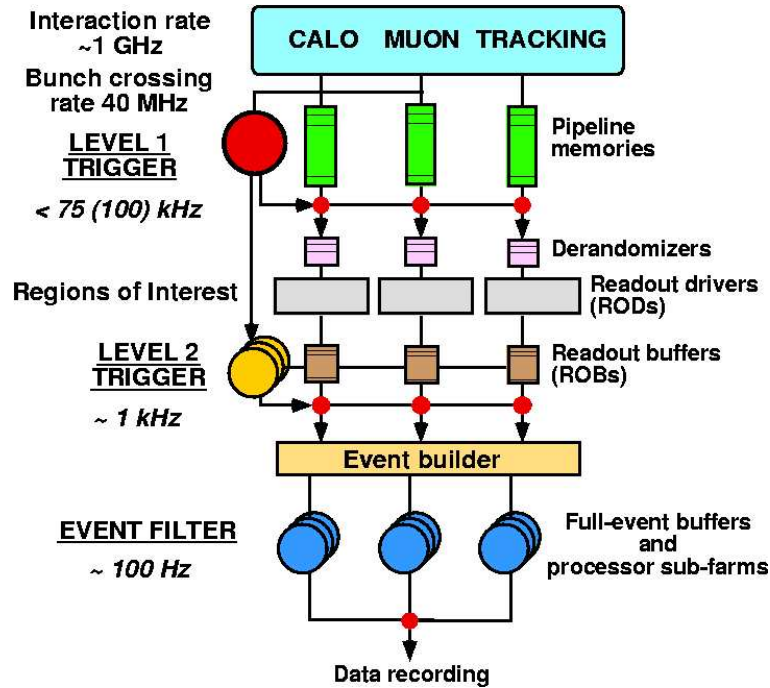 Interaction rate
~1 GHz
CALO MUON TRACKING
Bunch crossing
rate 40 MHz
LEVEL 1
TRIGGER
Pipeline
memories
< 75 (100) kHz
Derandomizers
Regions of Interest
Readout drivers
(RODs)
LEVEL 2
TRIGGER
Readout buffers
(ROBs)
~ 1 kHz
Event builder
EVENT FILTER
~ 100 Hz
Full-event buffers
and
processor sub-farms
Data recording